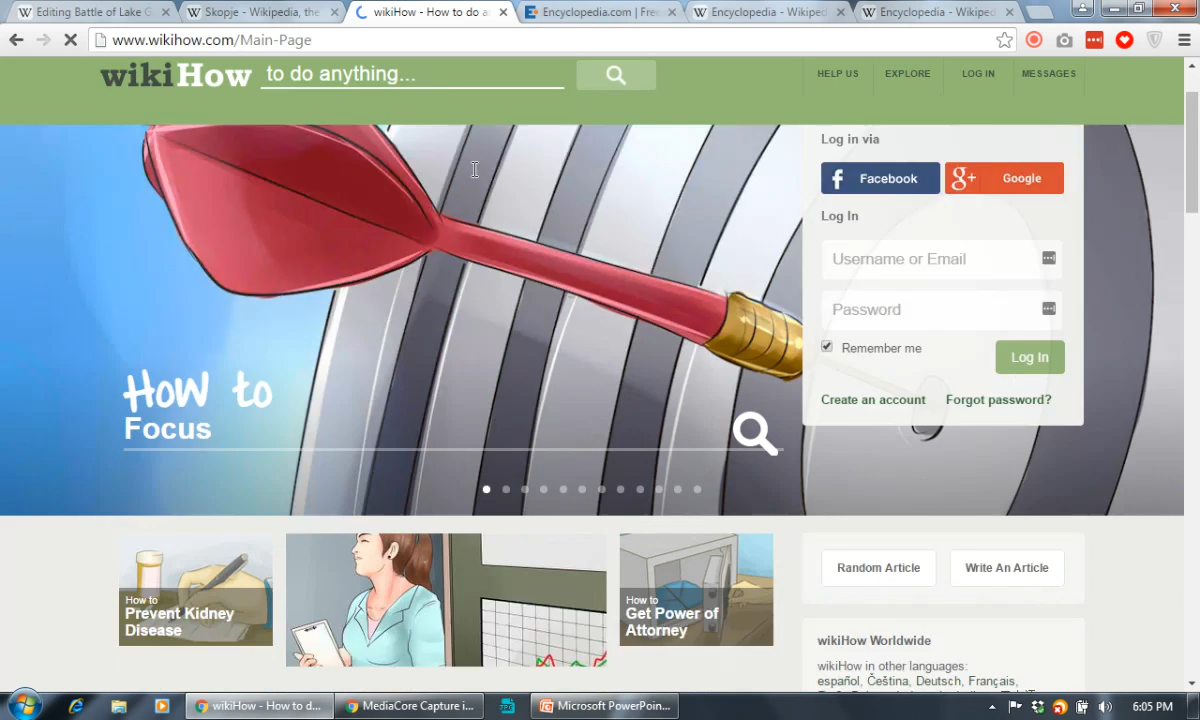 Editing Battle of Lake G
Skopje - Wikipedia, the
wikiHow - How to do a
Encyclopedia.com | Free
Encyclopedia - Wikiped
Encyclopedia - Wikiped
www.wikihow.com/Main-Page
wikiHow to do anything...
HELP US
EXPLORE
LOG IN
MESSAGES
Log in via
Facebook
g+ Google
Log In
Username or Email
Password
Remember me
Log In
Create an account
Forgot password?
How to
Focus
How to
Prevent Kidney
Disease
How to
Get Power of
Attorney
Random Article
Write An Article
wikiHow Worldwide
wikiHow in other languages:
español, Čeština, Deutsch, Français,
wikiHow - How to d...
MediaCore Capture i...
Microsoft PowerPoin...
6:05 PM